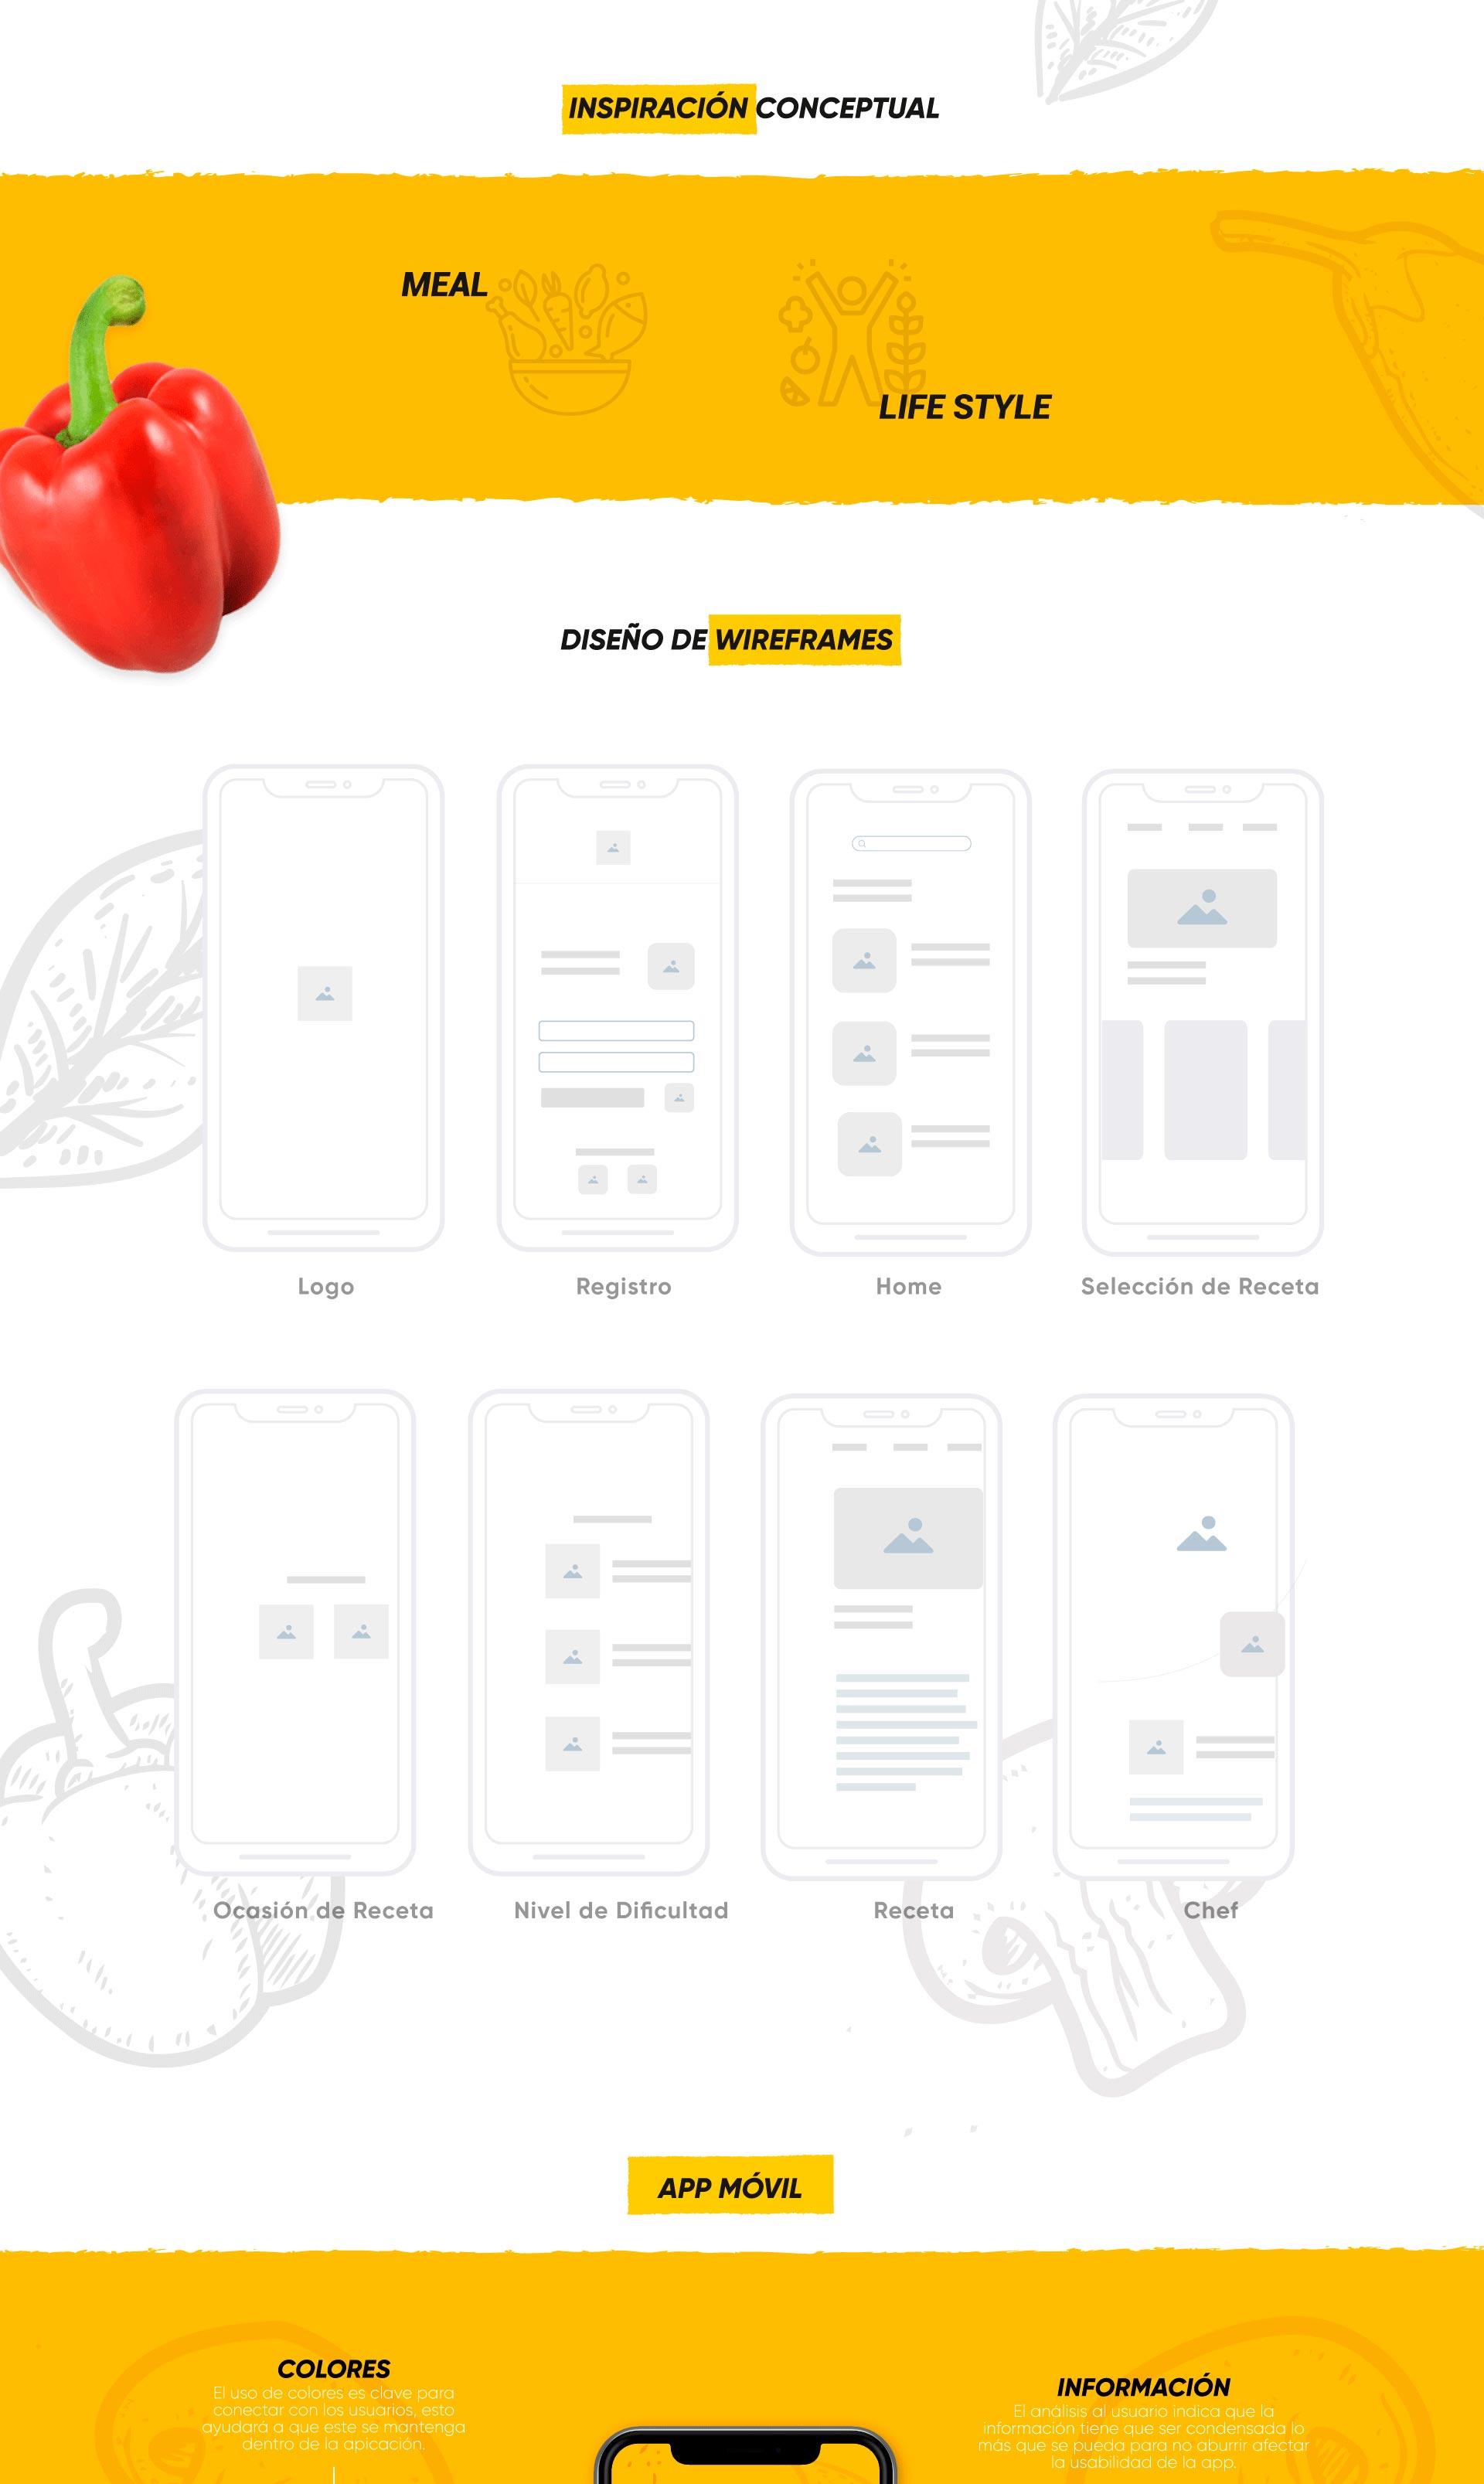 INSPIRACIÓN CONCEPTUAL
MEAL
LIFE STYLE
DISEÑO DE WIREFRAMES
Logo
Registro
Home
Selección de Receta
Ocasión de Receta
Nivel de Dificultad
Receta
Chef
APP MÓVIL
COLORES
El uso de colores es clave para
conectar con los usuarios, esto
ayudará a que este se mantenga
dentro de la apicación.
INFORMACIÓN
El análisis al usuario indica que la
información tiene que ser condensada lo
más que se pueda para no aburrir afectar
la usabilidad de la app.